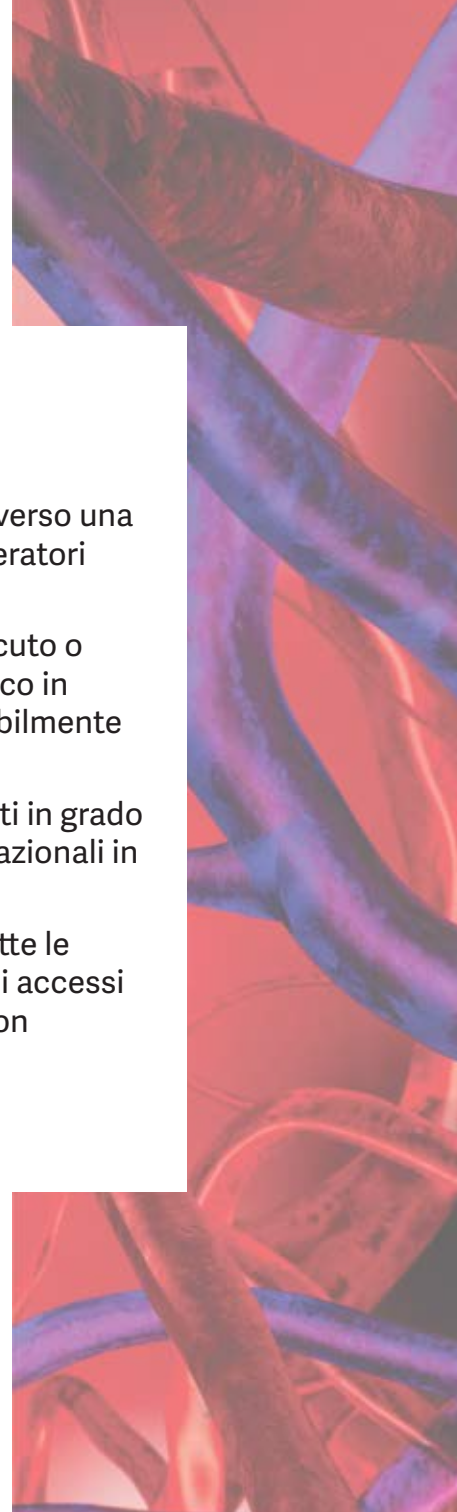 verso una
eratori
cuto o
co in
bilmente
ti in grado
azionali in
tte le
i accessi
on